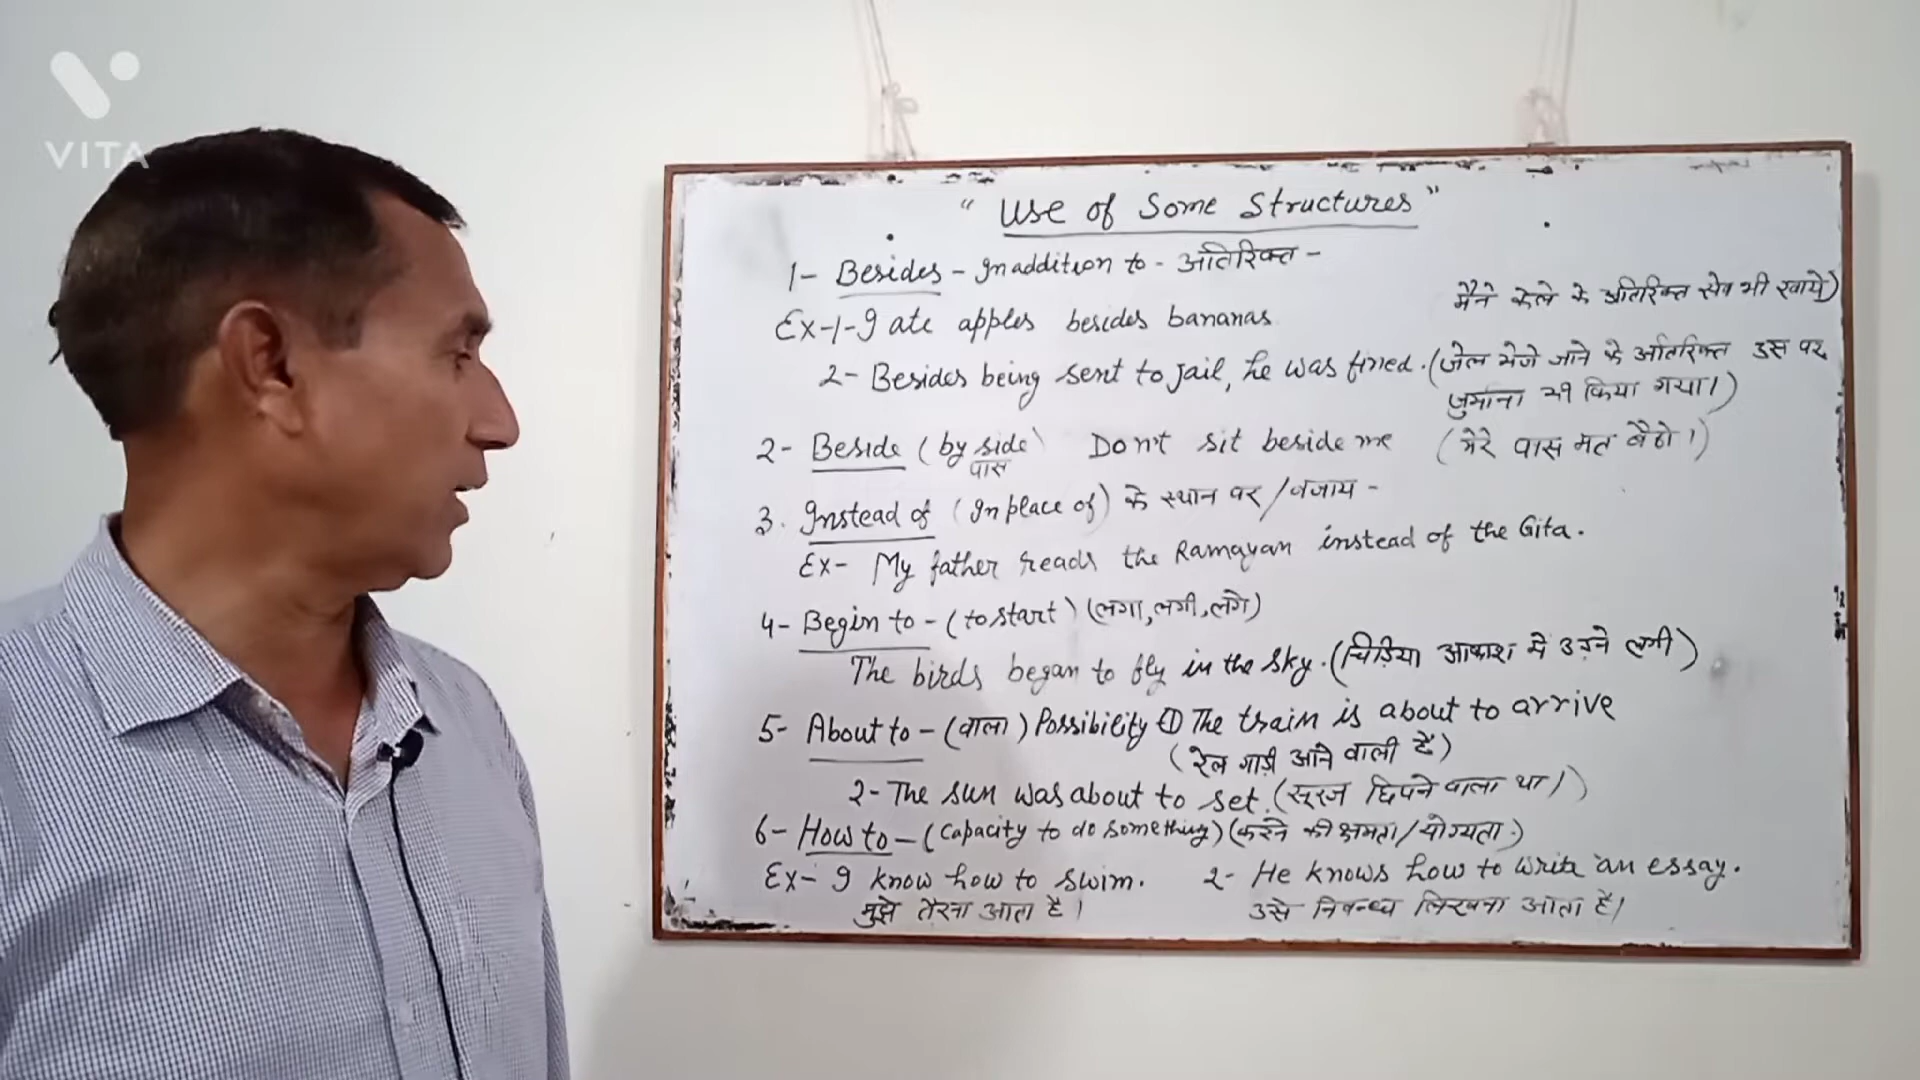 VITA
" Use of Some Structures"
1- Besides - In addition to - अतिरिक्त -
मैंने केले के अतिरिक्त सेव भी खाये)
Ex-1- I ate apples besides bananas
2- Besides being sent to jail, he was fined. (जेल भेजे जाने के अतिरिक्त उस पर
जुर्माना भी किया गया।)
2- Beside (by side) Don't sit beside me (मेरे पास मत बैठो।)
पास
3. Instead of (In place of) के स्थान पर / बजाय -
Ex- My father reads the Ramayan instead of the Gita.
4- Begin to - (to start) (लगा, लगी, लगे)
The birds began to fly in the sky. (चिड़िया आकाश में उड़ने लगी)
5- About to - (वाला) Possibility ① The train is about to arrive
(रेल गाड़ी आने वाली है)
2- The sun was about to set. (सूरज छिपने वाला था।)
6- How to - (Capacity to do something) (करने की क्षमता/योग्यता.)
Ex- I know how to swim. 2- He knows how to write an essay.
मुझे तैरना आता है। उसे निबन्ध लिखना आता है।